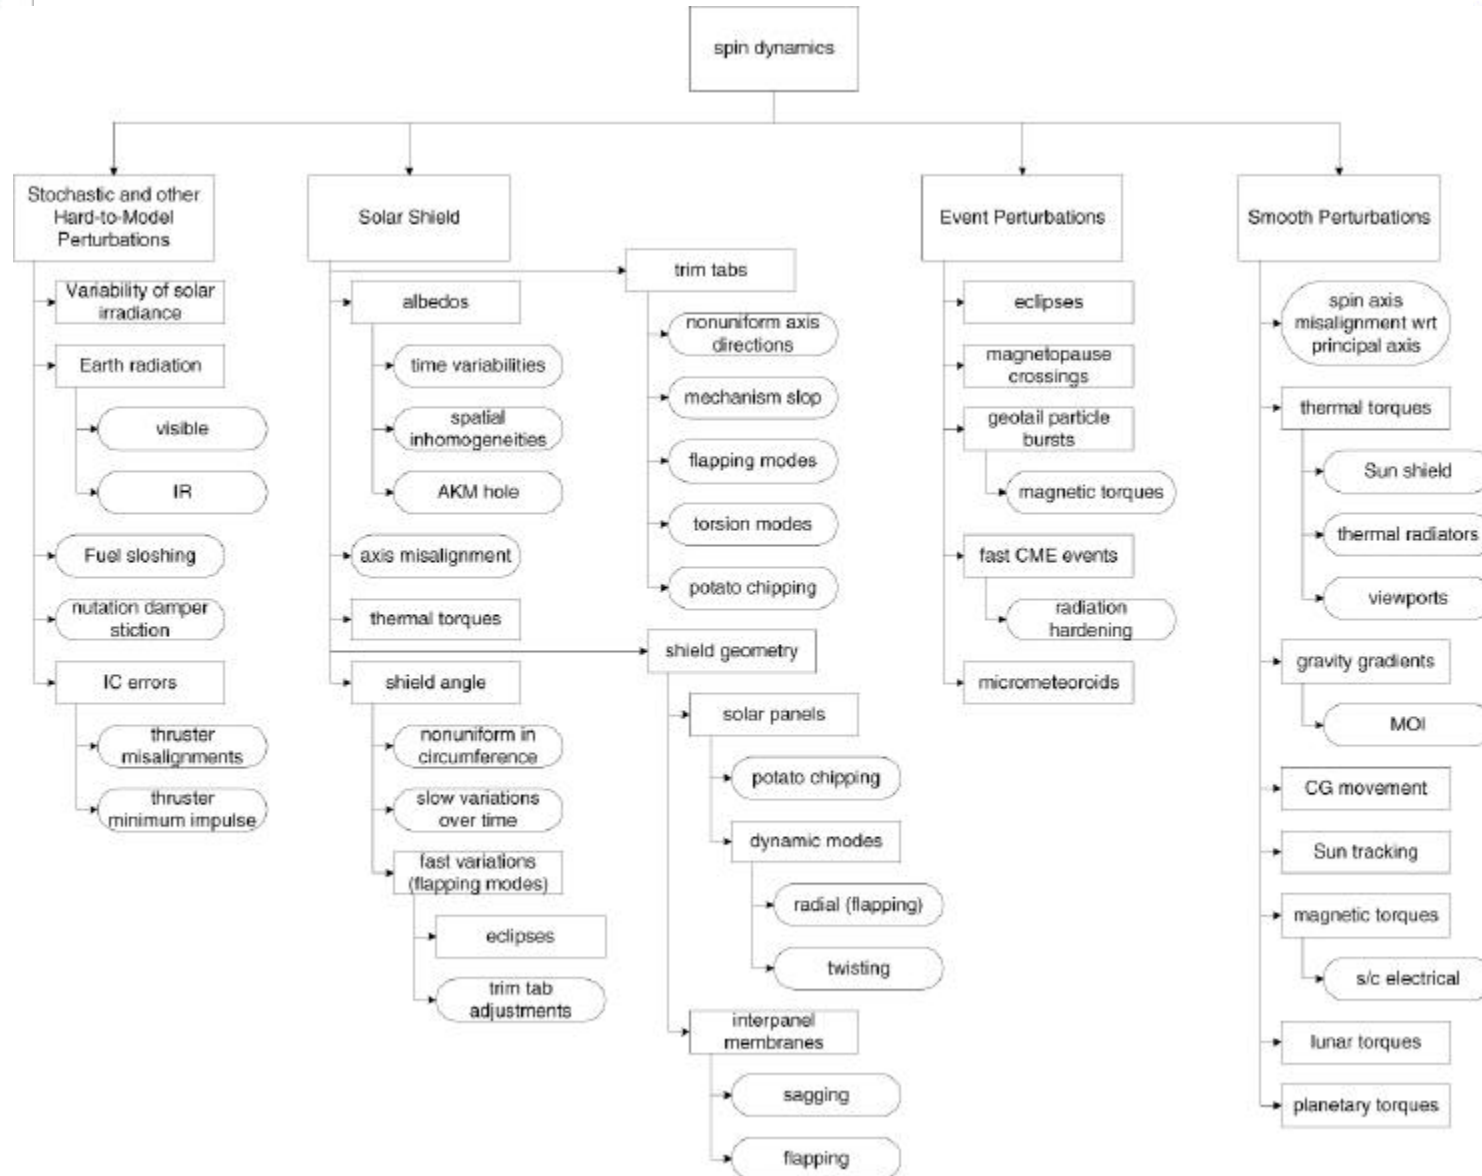 spin dynamics
Stochastic and other
Hard-to-Model
Perturbations
Variability of solar
irradiance
Earth radiation
visible
IR
Fuel sloshing
nutation damper
stiction
IC errors
thruster
misalignments
thruster
minimum impulse
Solar Shield
albedos
time variabilities
spatial
inhomogeneities
AKM hole
axis misalignment
thermal torques
shield angle
nonuniform in
circumference
slow variations
over time
fast variations
(flapping modes)
eclipses
trim tab
adjustments
trim tabs
nonuniform axis
directions
mechanism slop
flapping modes
torsion modes
potato chipping
shield geometry
solar panels
potato chipping
dynamic modes
radial (flapping)
twisting
interpanel
membranes
sagging
flapping
Event Perturbations
eclipses
magnetopause
crossings
geotail particle
bursts
magnetic torques
fast CME events
radiation
hardening
micrometeoroids
Smooth Perturbations
spin axis
misalignment wrt
principal axis
thermal torques
Sun shield
thermal radiators
viewports
gravity gradients
MOI
CG movement
Sun tracking
magnetic torques
s/c electrical
lunar torques
planetary torques